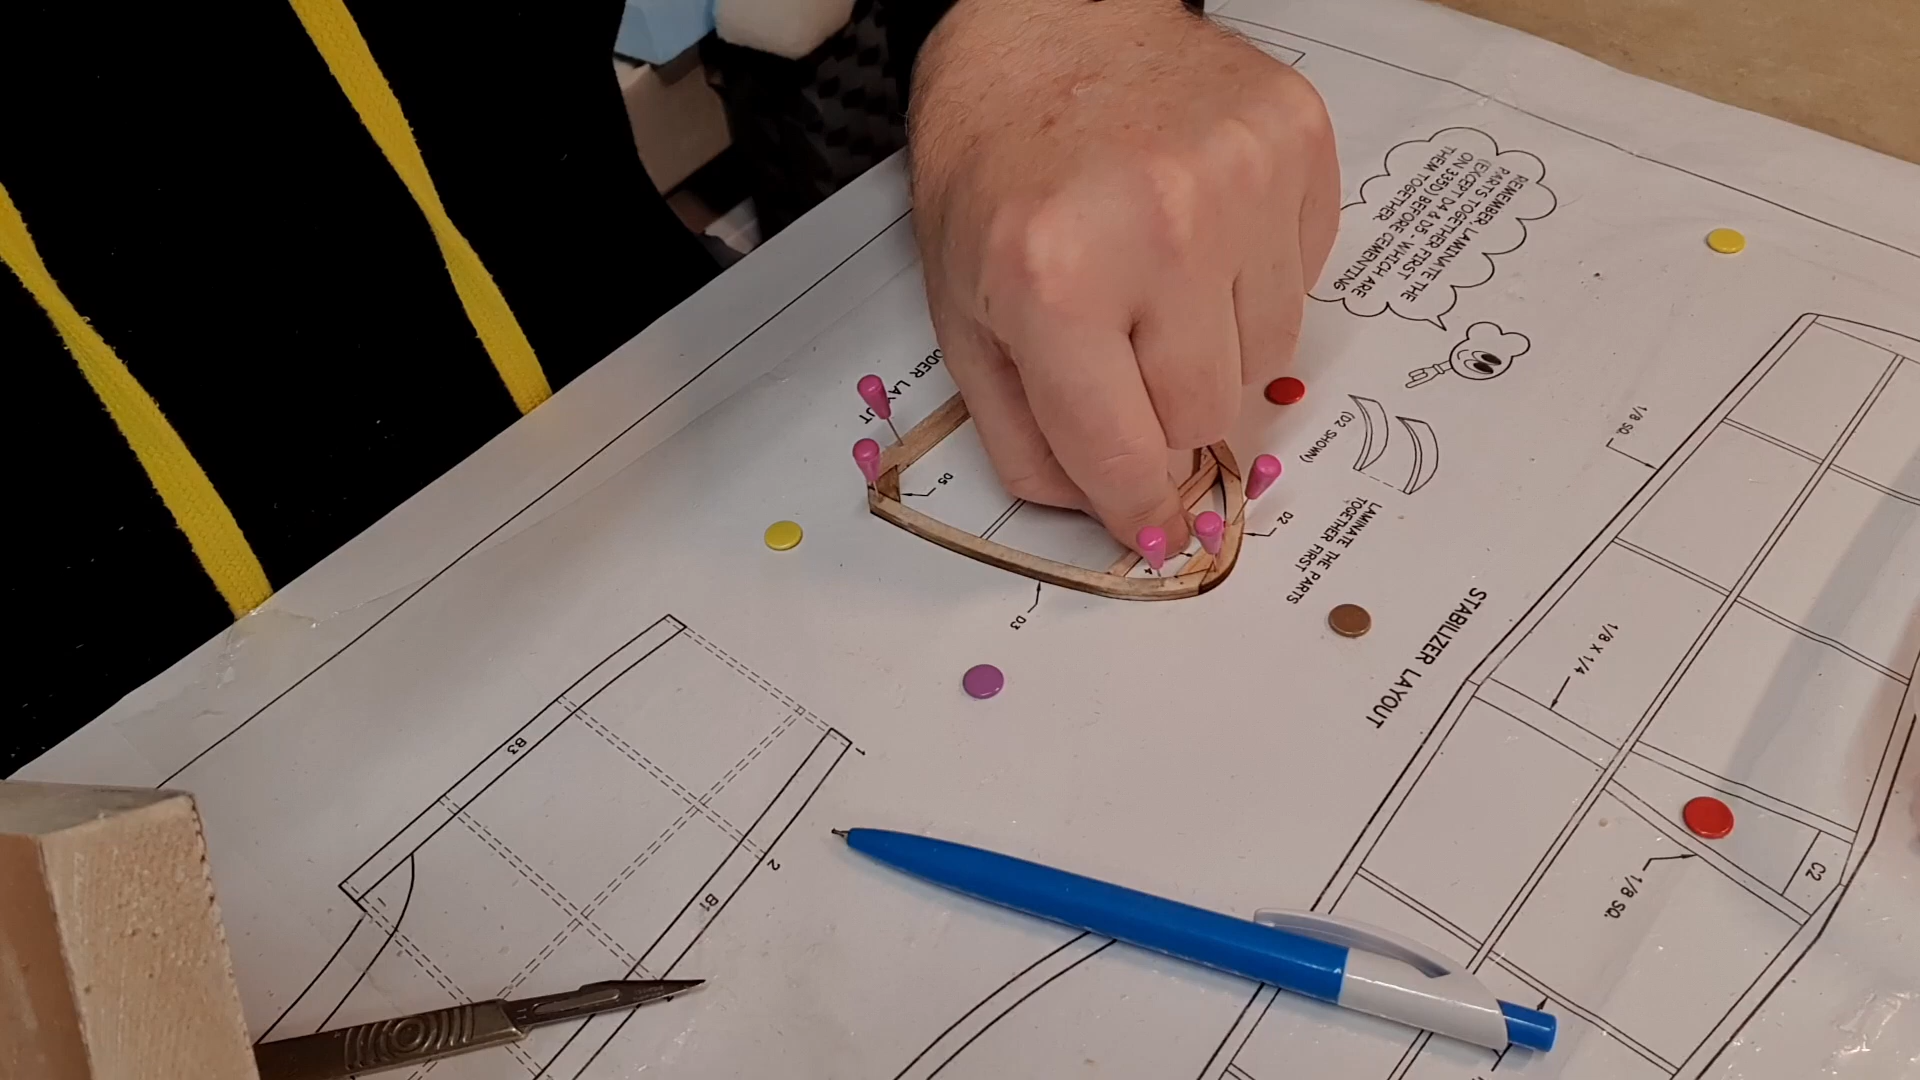 REMEMBER, LAMINATE THE
PARTS TOGETHER FIRST
(EXCEPT D4 & D5 - WHICH ARE
ON 335D) BEFORE CEMENTING
THEM TOGETHER.
(D2 SHOWN)
LAMINATE THE PARTS
TOGETHER FIRST
D5
D2
D3
STABILIZER LAYOUT
1/8 SQ.
1/8 X 1/4
1/8 SQ.
C2
B3
B1
1
2